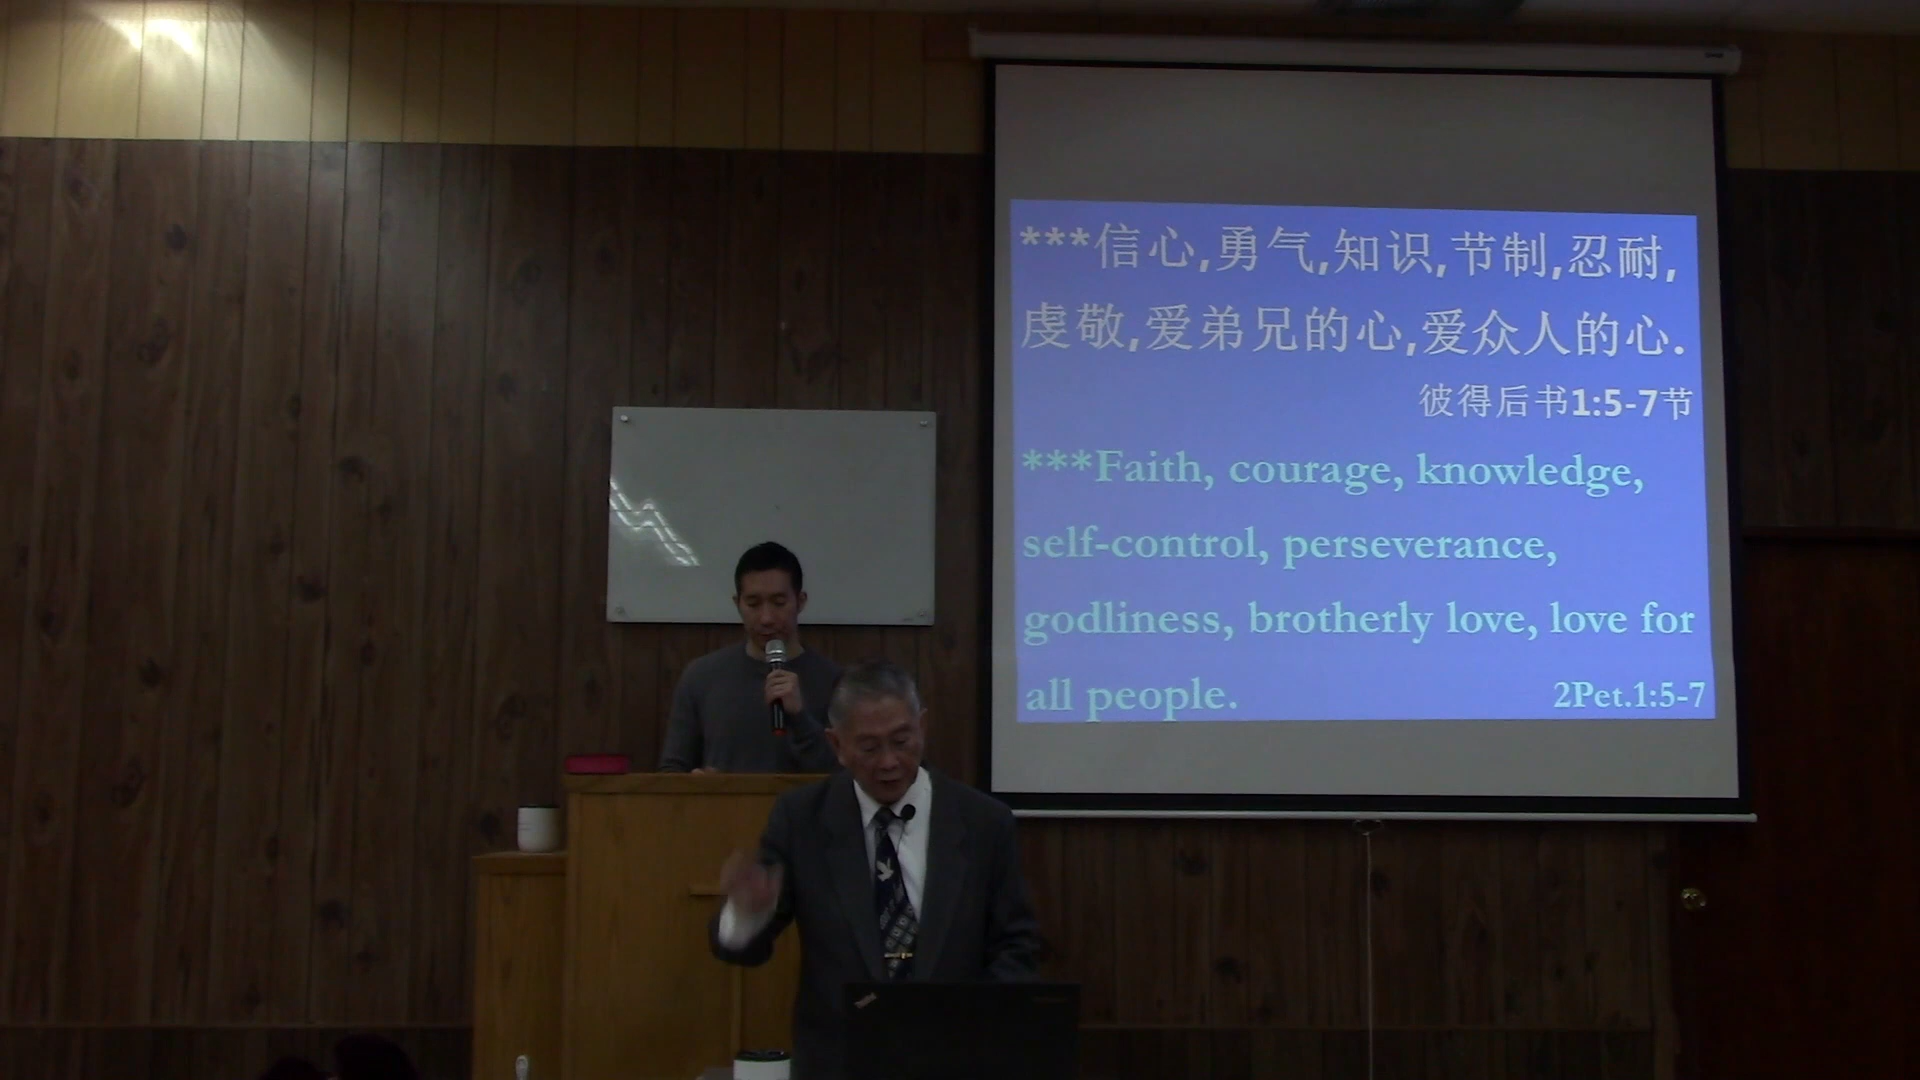 ***信心,勇气,知识,节制,忍耐,
虔敬,爱弟兄的心,爱众人的心.
彼得后书1:5-7节
***Faith, courage, knowledge,
self-control, perseverance,
godliness, brotherly love, love for
all people. 2Pet.1:5-7